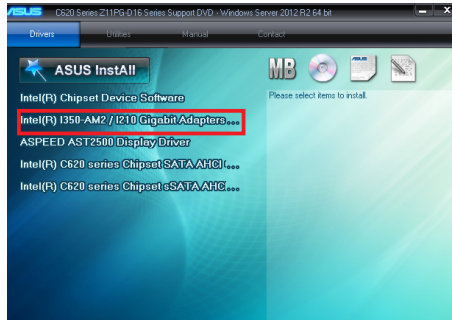 ASUS C620 Series Z11PG-D16 Series Support DVD - Windows Server 2012 R2 64 bit
Drivers Utilities Manual Contact
ASUS InstAll
MB
Please select items to install.
Intel(R) Chipset Device Software
Intel(R) I350-AM2 / I210 Gigabit Adapters...
ASPEED AST2500 Display Driver
Intel(R) C620 series Chipset SATA AHCI (...
Intel(R) C620 series Chipset sSATA AHC...